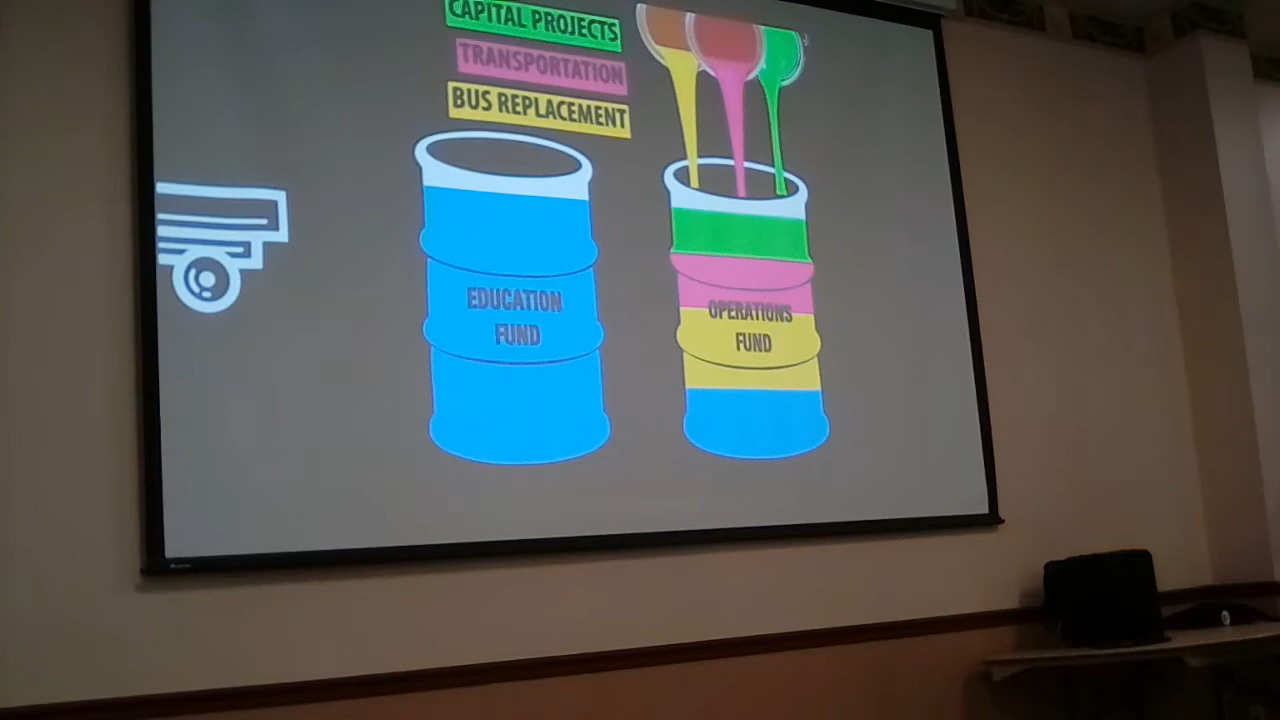 CAPITAL PROJECTS
TRANSPORTATION
BUS REPLACEMENT
EDUCATION
FUND
OPERATIONS
FUND